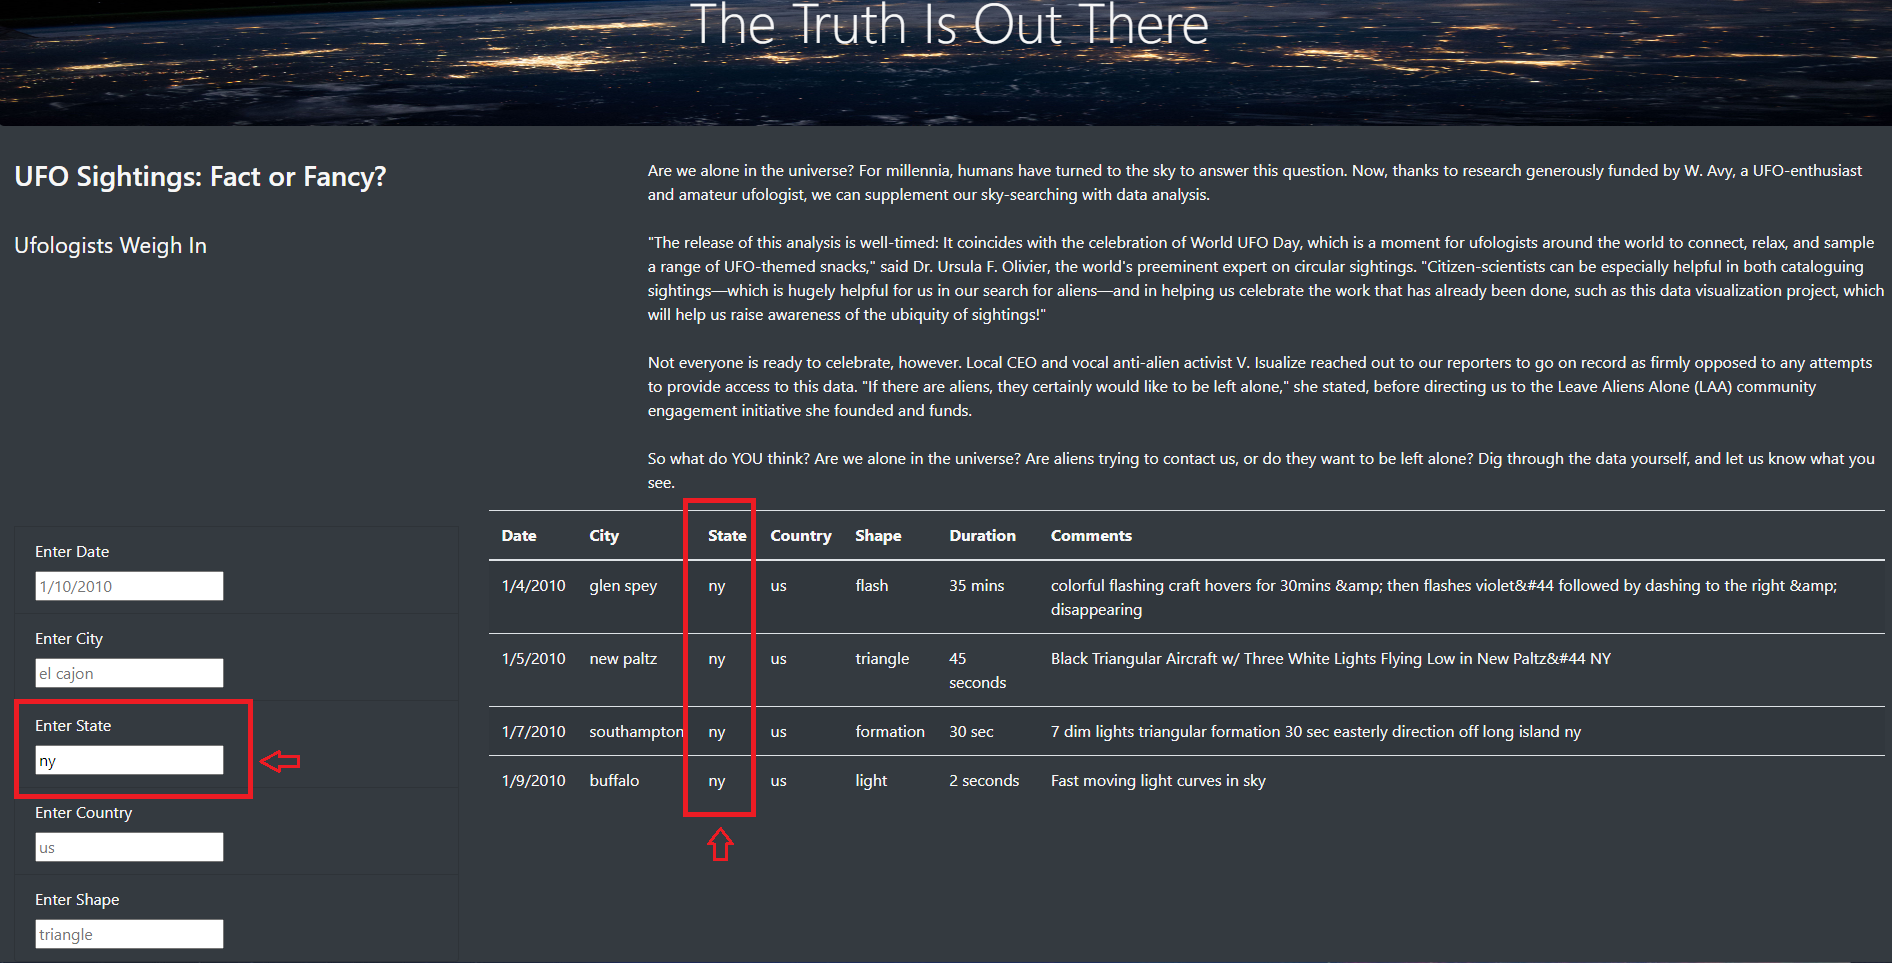 The Truth Is Out There
UFO Sightings: Fact or Fancy?
Ufologists Weigh In
Are we alone in the universe? For millennia, humans have turned to the sky to answer this question. Now, thanks to research generously funded by W. Avy, a UFO-enthusiast
and amateur ufologist, we can supplement our sky-searching with data analysis.
"The release of this analysis is well-timed: It coincides with the celebration of World UFO Day, which is a moment for ufologists around the world to connect, relax, and sample
a range of UFO-themed snacks," said Dr. Ursula F. Olivier, the world's preeminent expert on circular sightings. "Citizen-scientists can be especially helpful in both cataloguing
sightings—which is hugely helpful for us in our search for aliens—and in helping us celebrate the work that has already been done, such as this data visualization project, which
will help us raise awareness of the ubiquity of sightings!"
Not everyone is ready to celebrate, however. Local CEO and vocal anti-alien activist V. Isualize reached out to our reporters to go on record as firmly opposed to any attempts
to provide access to this data. "If there are aliens, they certainly would like to be left alone," she stated, before directing us to the Leave Aliens Alone (LAA) community
engagement initiative she founded and funds.
So what do YOU think? Are we alone in the universe? Are aliens trying to contact us, or do they want to be left alone? Dig through the data yourself, and let us know what you
see.
Enter Date
1/10/2010
Enter City
el cajon
Enter State
ny
Enter Country
us
Enter Shape
triangle
Date City State Country Shape Duration Comments
1/4/2010 glen spey ny us flash 35 mins colorful flashing craft hovers for 30mins &amp; then flashes violet&#44 followed by dashing to the right &amp;
disappearing
1/5/2010 new paltz ny us triangle 45 Black Triangular Aircraft w/ Three White Lights Flying Low in New Paltz&#44 NY
seconds
1/7/2010 southampton ny us formation 30 sec 7 dim lights triangular formation 30 sec easterly direction off long island ny
1/9/2010 buffalo ny us light 2 seconds Fast moving light curves in sky